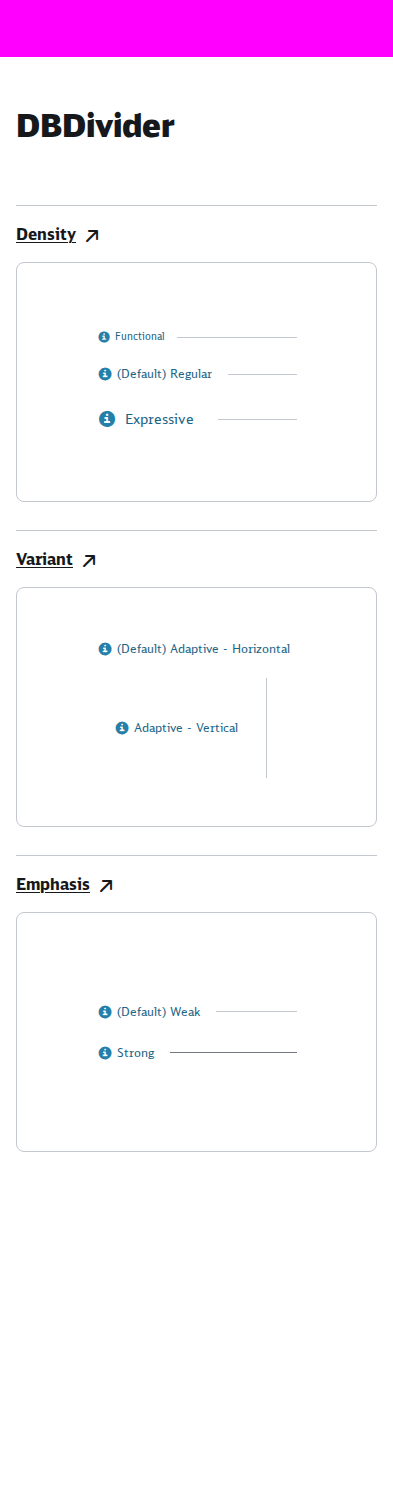 DBDivider
Density
Functional
(Default) Regular
Expressive
Variant
(Default) Adaptive - Horizontal
Adaptive - Vertical
Emphasis
(Default) Weak
Strong